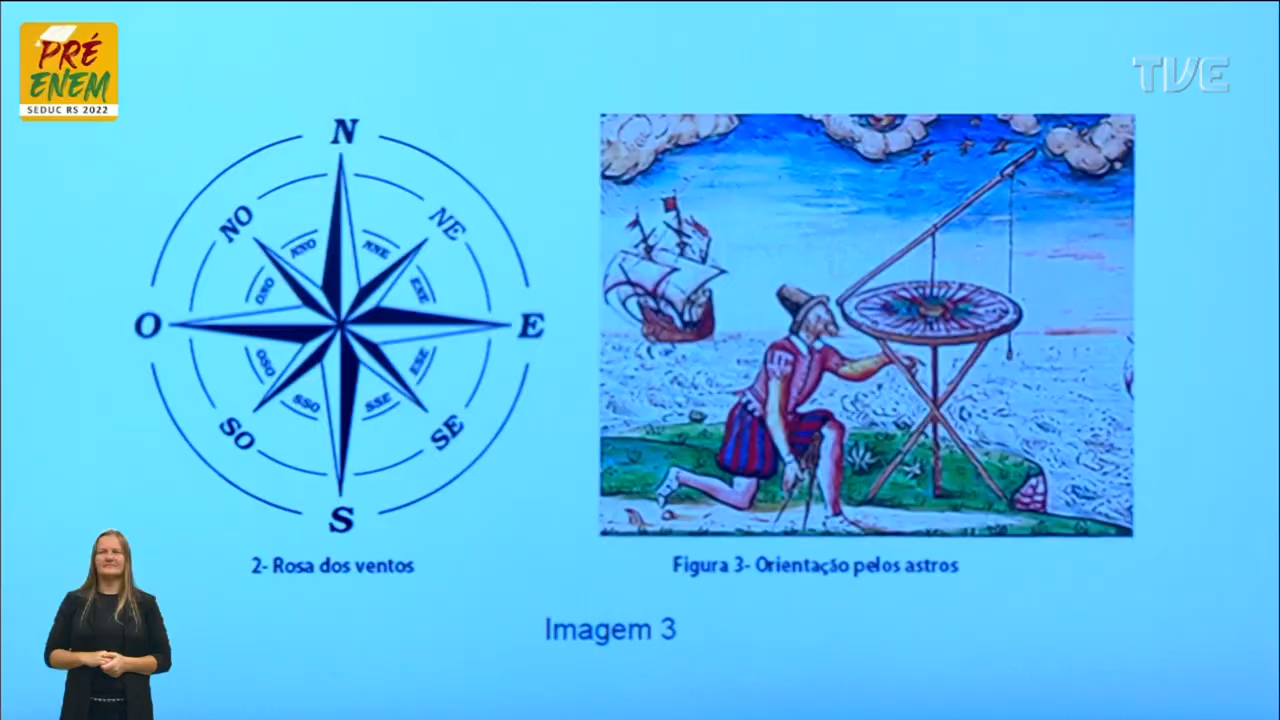 PRÉ
ENEM
SEDUC RS 2022
TVE
N
NO
NE
NNO
NNE
ONO
ENE
O
E
OSO
ESE
SSO
SSE
SO
SE
S
2- Rosa dos ventos
Figura 3- Orientação pelos astros
Imagem 3